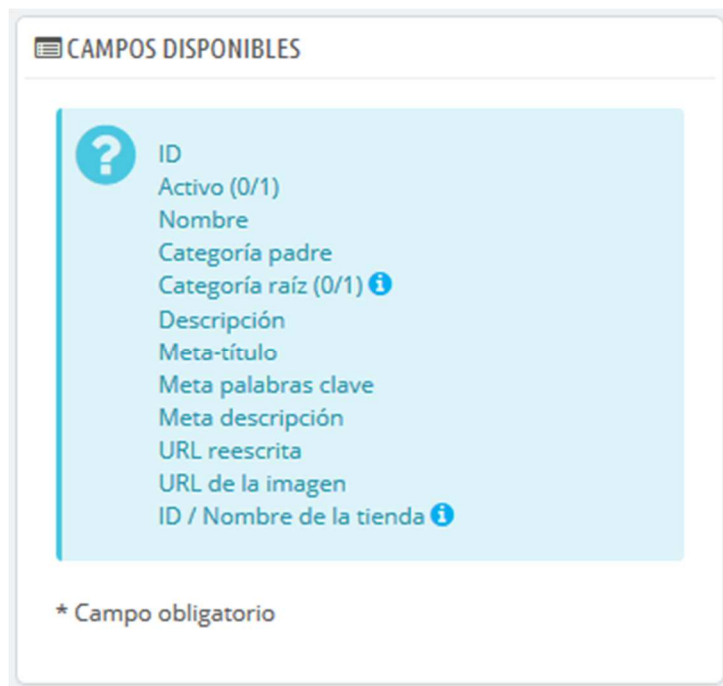 CAMPOS DISPONIBLES
ID
Activo (0/1)
Nombre
Categoría padre
Categoría raíz (0/1)
Descripción
Meta-título
Meta palabras clave
Meta descripción
URL reescrita
URL de la imagen
ID / Nombre de la tienda
* Campo obligatorio